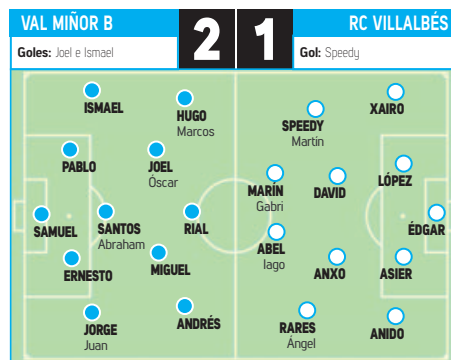 VAL MIÑOR B
2
1
RC VILLALBÉS
Goles: Joel e Ismael
Gol: Speedy
ISMAEL
HUGO
Marcos
PABLO
JOEL
Óscar
SAMUEL
SANTOS
Abraham
RIAL
ERNESTO
MIGUEL
JORGE
Juan
ANDRÉS
XAIRO
SPEEDY
Martín
LÓPEZ
MARÍN
Gabri
DAVID
ÉDGAR
ABEL
Iago
ANXO
ASIER
RARES
Ángel
ANIDO